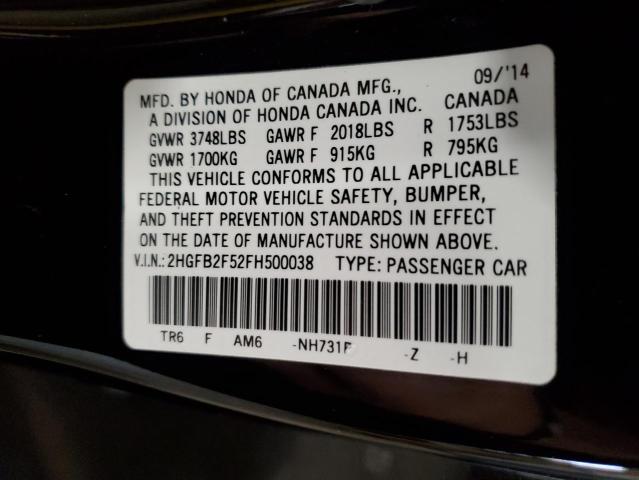 MFD. BY HONDA OF CANADA MFG., 09/'14
A DIVISION OF HONDA CANADA INC. CANADA
GVWR 3748LBS GAWR F 2018LBS R 1753LBS
GVWR 1700KG GAWR F 915KG R 795KG
THIS VEHICLE CONFORMS TO ALL APPLICABLE
FEDERAL MOTOR VEHICLE SAFETY, BUMPER,
AND THEFT PREVENTION STANDARDS IN EFFECT
ON THE DATE OF MANUFACTURE SHOWN ABOVE.
V.I.N.: 2HGFB2F52FH500038 TYPE: PASSENGER CAR
TR6 F AM6 -NH731P -Z -H